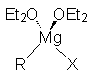 Et₂O OEt₂
Mg
R X